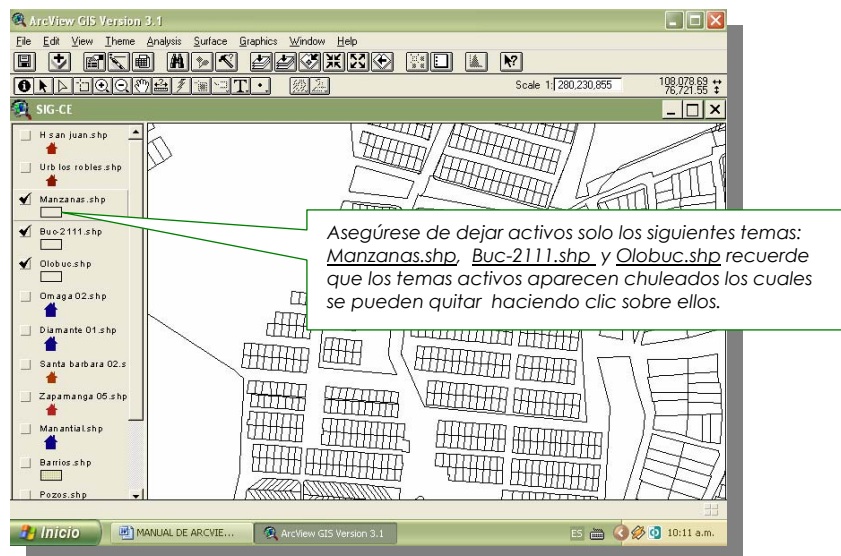 ArcView GIS Version 3.1
File Edit View Theme Analysis Surface Graphics Window Help
Scale 1: 280,230,855
108,078.69
76,721.55
SIG-CE
H san juan.shp
Urb los robles.shp
Manzanas.shp
Buc-2111.shp
Olobuc.shp
Omaga 02.shp
Diamante 01.shp
Santa barbara 02.s
Zapamanga 05.shp
Manantial.shp
Barrios.shp
Pozos.shp
Asegúrese de dejar activos solo los siguientes temas:
Manzanas.shp, Buc-2111.shp y Olobuc.shp recuerde
que los temas activos aparecen chuleados los cuales
se pueden quitar haciendo clic sobre ellos.
Inicio
MANUAL DE ARCVIE...
ArcView GIS Version 3.1
ES
10:11 a.m.